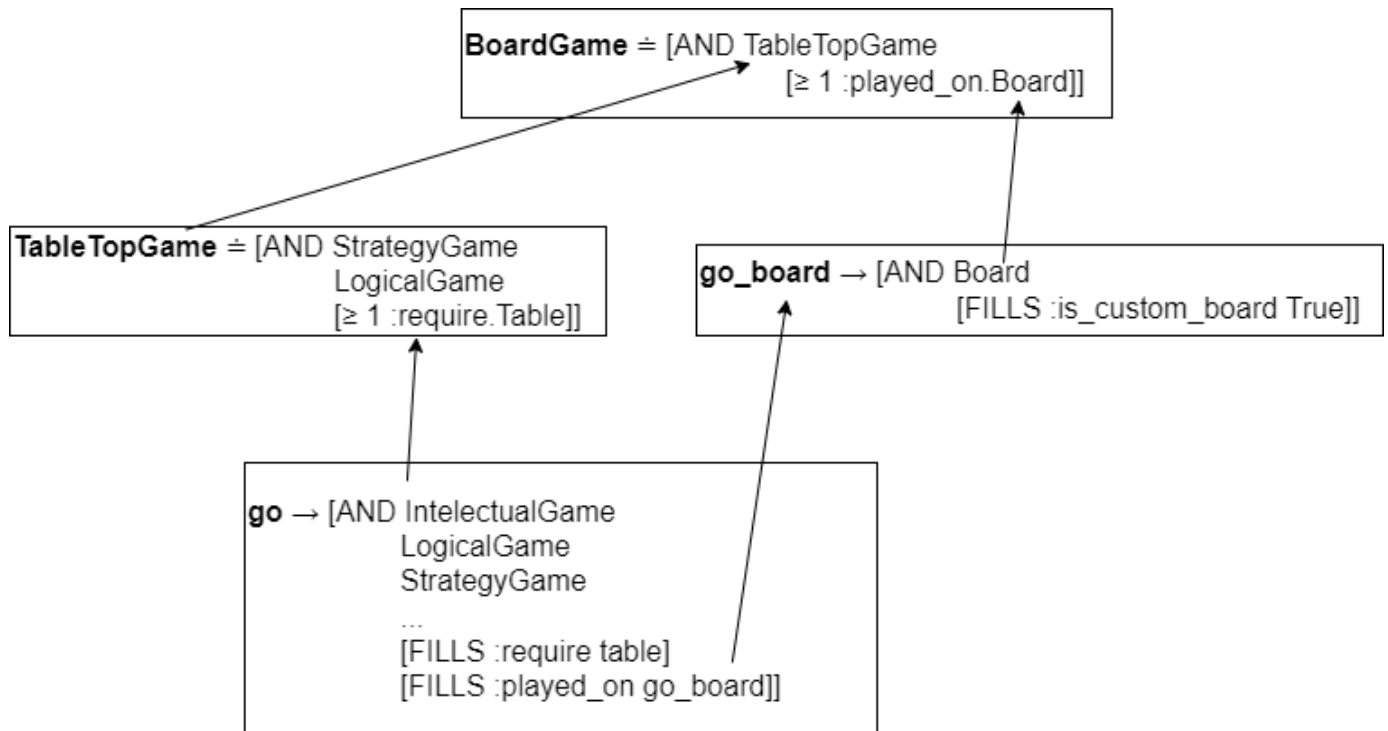 BoardGame ≐ [AND TableTopGame
[≥ 1 :played_on.Board]]
TableTopGame ≐ [AND StrategyGame
LogicalGame
[≥ 1 :require.Table]]
go_board → [AND Board
[FILLS :is_custom_board True]]
go → [AND IntelectualGame
LogicalGame
StrategyGame
...
[FILLS :require table]
[FILLS :played_on go_board]]